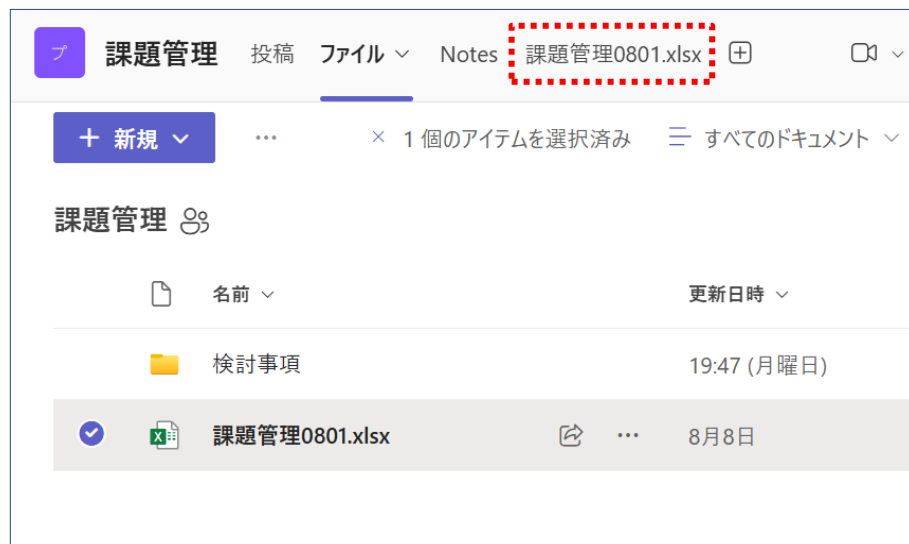 プ 課題管理 投稿 ファイル Notes 課題管理0801.xlsx
+ 新規 ... × 1 個のアイテムを選択済み すべてのドキュメント
課題管理
名前 更新日時
検討事項 19:47 (月曜日)
課題管理0801.xlsx ... 8月8日